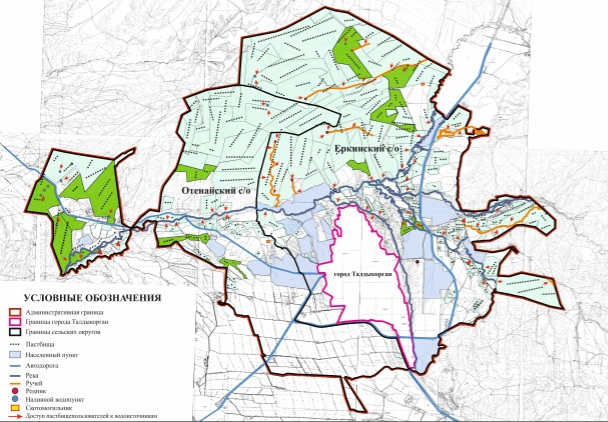 Еркинский с/о
Отенайский с/о
город Талдыкорган
УСЛОВНЫЕ ОБОЗНАЧЕНИЯ
Административная граница
Границы города Талдыкорган
Границы сельских округов
Пастбища
Населенный пункт
Автодорога
Река
Ручей
Родник
Наливной водопункт
Скотомогильник
Доступ пастбищепользователей к водоисточникам